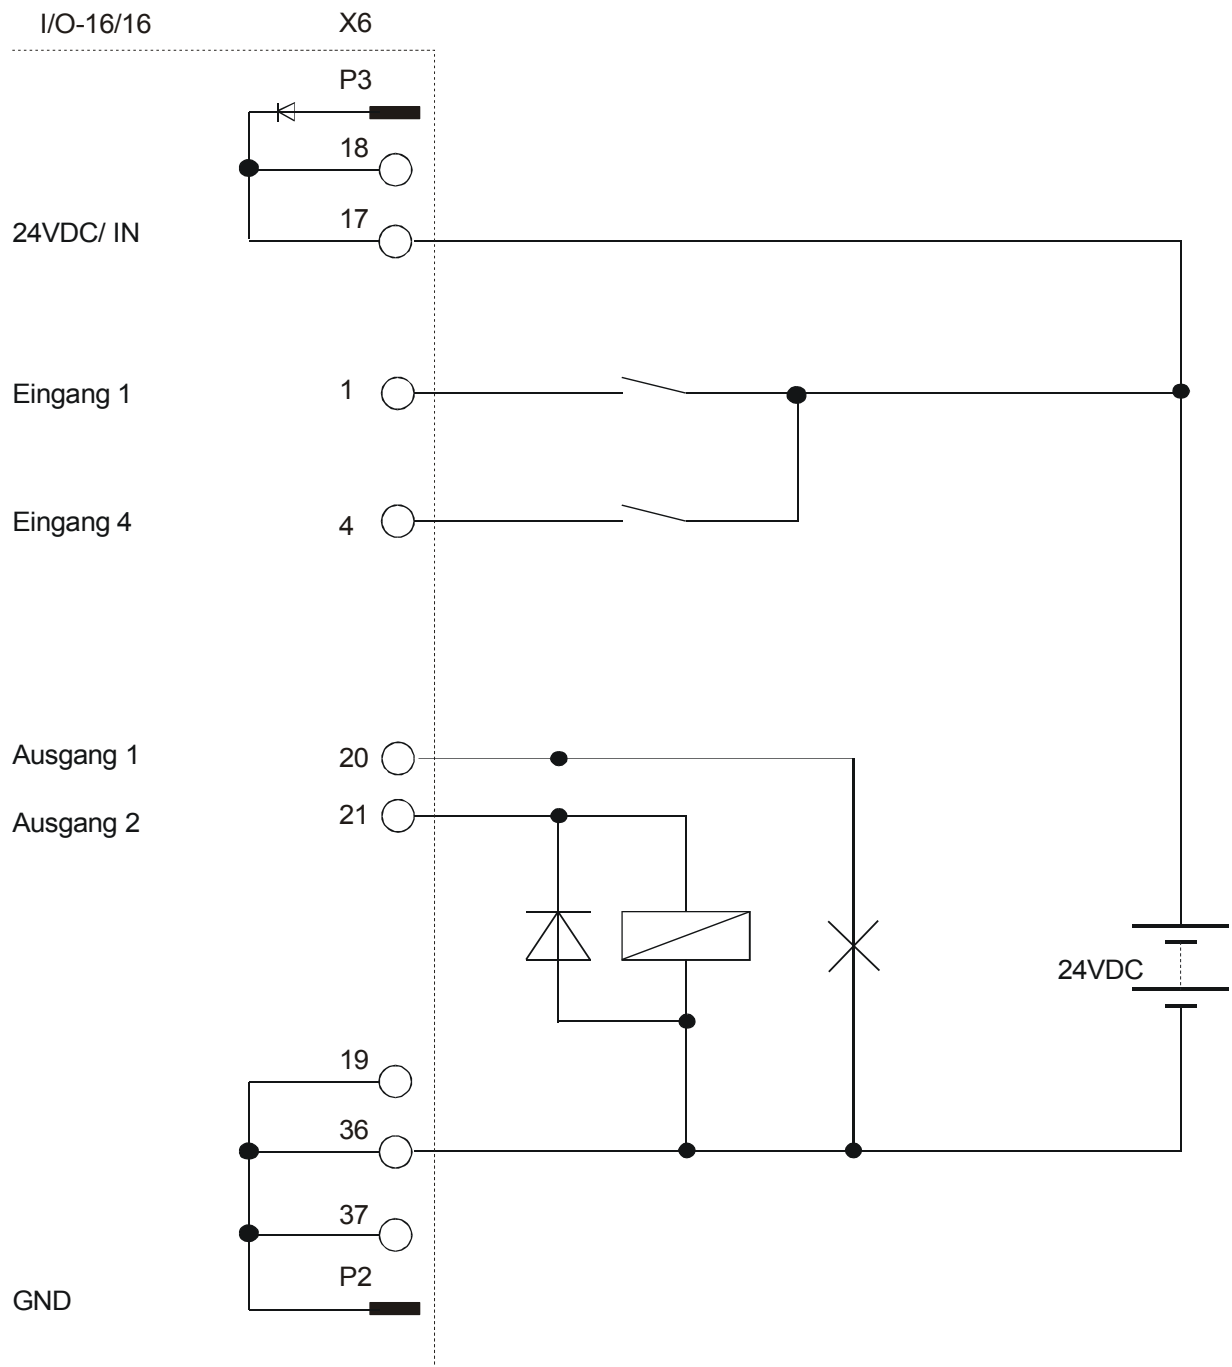 I/O-16/16 X6
P3
18
17
24VDC/ IN
Eingang 1 1
Eingang 4 4
Ausgang 1 20
Ausgang 2 21
24VDC
19
36
37
P2
GND